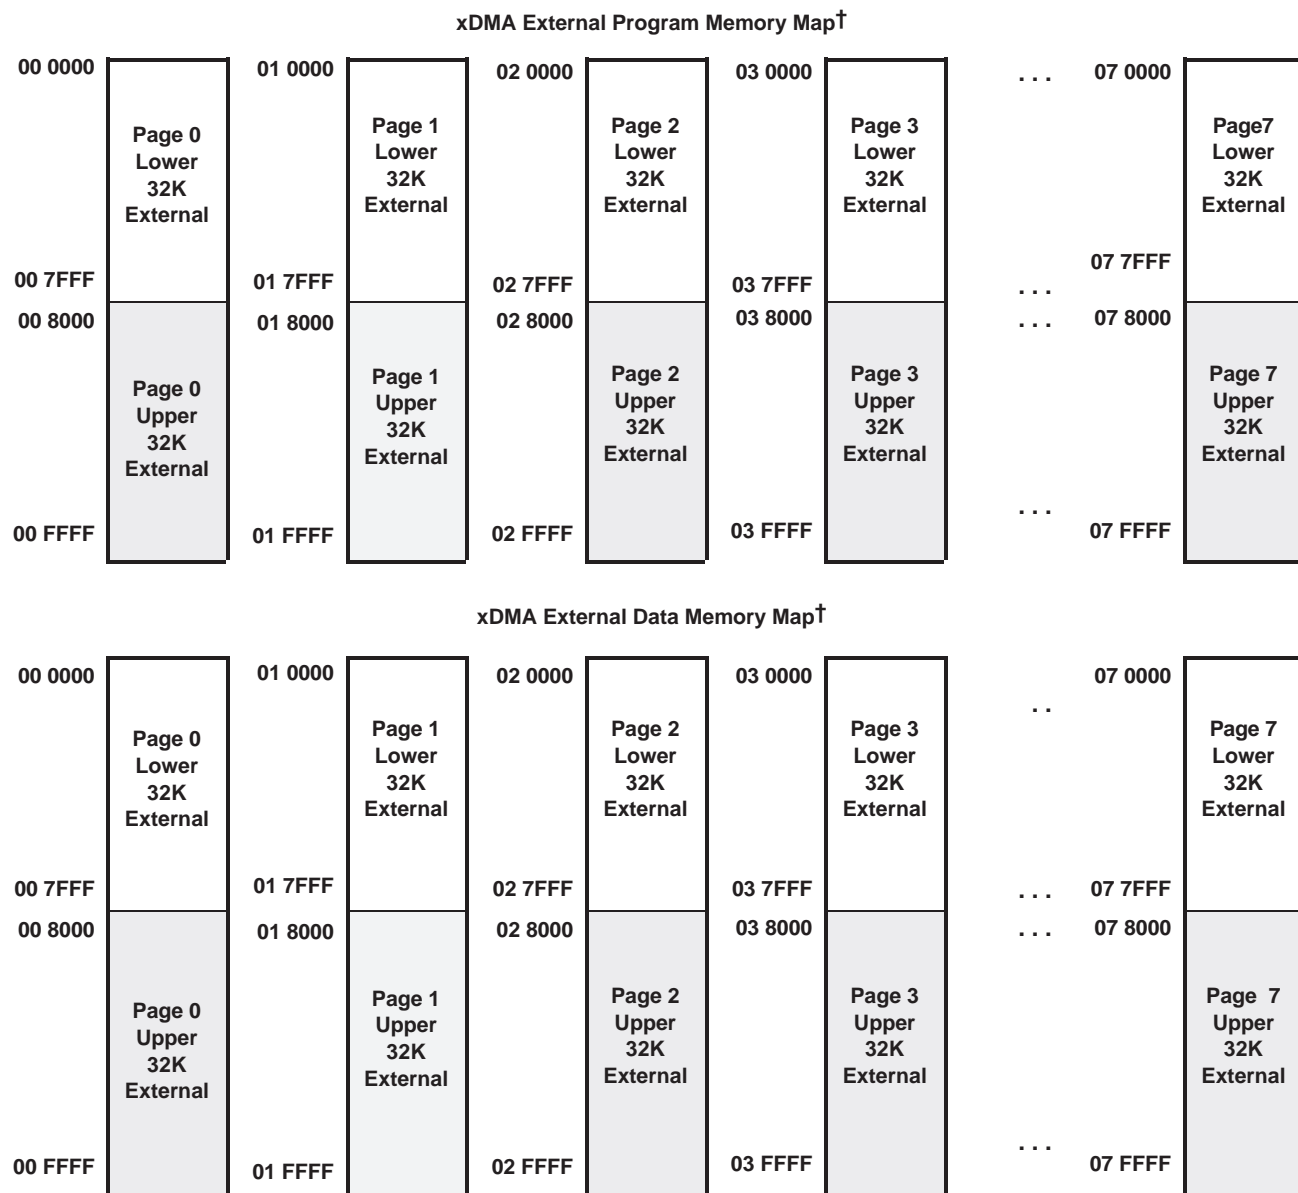 xDMA External Program Memory Map†
00 0000
01 0000
02 0000
03 0000
. . .
07 0000
Page 0
Lower
32K
External
Page 1
Lower
32K
External
Page 2
Lower
32K
External
Page 3
Lower
32K
External
Page7
Lower
32K
External
00 7FFF
01 7FFF
02 7FFF
03 7FFF
. . .
07 7FFF
00 8000
01 8000
02 8000
03 8000
. . .
07 8000
Page 0
Upper
32K
External
Page 1
Upper
32K
External
Page 2
Upper
32K
External
Page 3
Upper
32K
External
Page 7
Upper
32K
External
00 FFFF
01 FFFF
02 FFFF
03 FFFF
. . .
07 FFFF
xDMA External Data Memory Map†
00 0000
01 0000
02 0000
03 0000
. .
07 0000
Page 0
Lower
32K
External
Page 1
Lower
32K
External
Page 2
Lower
32K
External
Page 3
Lower
32K
External
Page 7
Lower
32K
External
00 7FFF
01 7FFF
02 7FFF
03 7FFF
. . .
07 7FFF
00 8000
01 8000
02 8000
03 8000
. . .
07 8000
Page 0
Upper
32K
External
Page 1
Upper
32K
External
Page 2
Upper
32K
External
Page 3
Upper
32K
External
Page 7
Upper
32K
External
00 FFFF
01 FFFF
02 FFFF
03 FFFF
. . .
07 FFFF